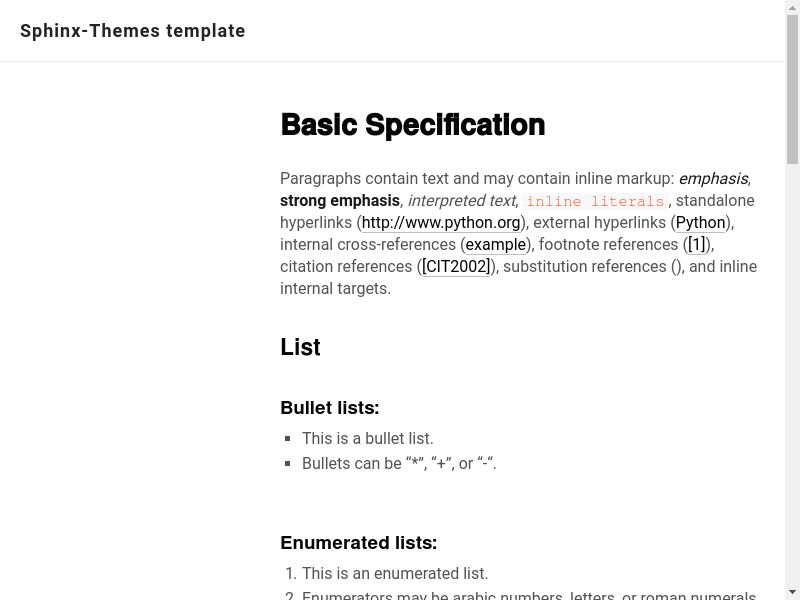 Sphinx-Themes template
Basic Specification
Paragraphs contain text and may contain inline markup: emphasis,
strong emphasis, interpreted text, inline literals, standalone
hyperlinks (http://www.python.org), external hyperlinks (Python),
internal cross-references (example), footnote references ([1]),
citation references ([CIT2002]), substitution references (), and inline
internal targets.
List
Bullet lists:
▪ This is a bullet list.
▪ Bullets can be “*”, “+”, or “-“.
Enumerated lists:
1. This is an enumerated list.
2. Enumerators may be arabic numbers, letters, or roman numerals